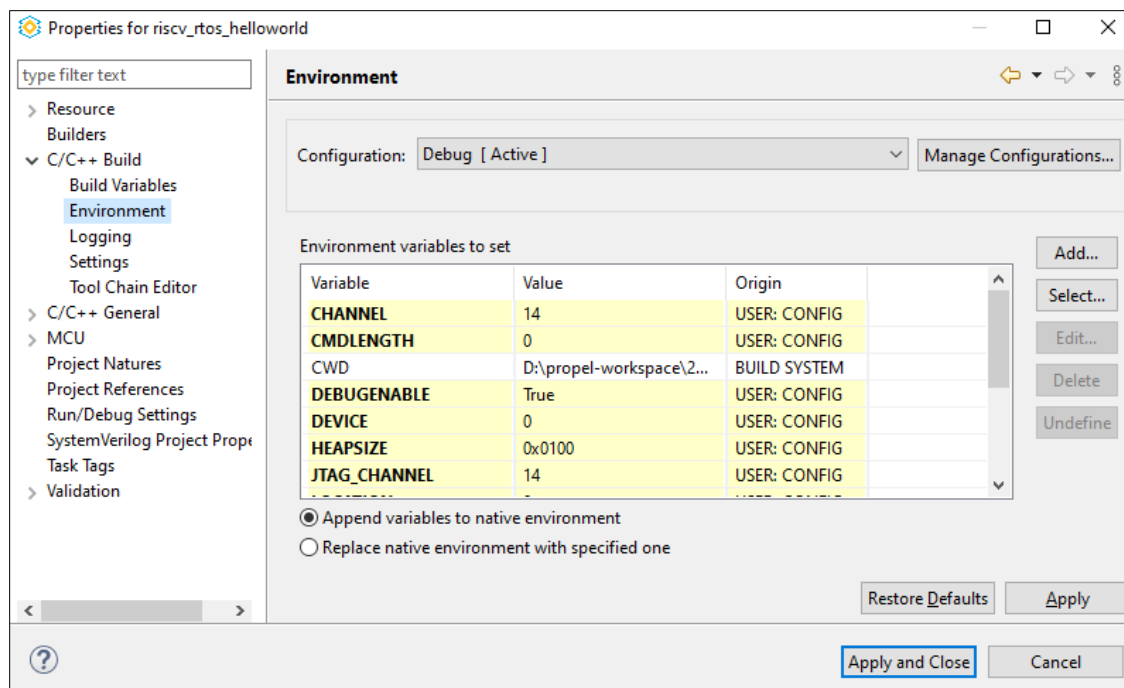 Properties for riscv_rtos_helloworld
type filter text
Resource
Builders
C/C++ Build
Build Variables
Environment
Logging
Settings
Tool Chain Editor
C/C++ General
MCU
Project Natures
Project References
Run/Debug Settings
SystemVerilog Project Prope
Task Tags
Validation
Environment
Configuration: Debug [ Active ] Manage Configurations...
Environment variables to set
Variable Value Origin
CHANNEL 14 USER: CONFIG
CMDLENGTH 0 USER: CONFIG
CWD D:\propel-workspace\2... BUILD SYSTEM
DEBUGENABLE True USER: CONFIG
DEVICE 0 USER: CONFIG
HEAPSIZE 0x0100 USER: CONFIG
JTAG_CHANNEL 14 USER: CONFIG
Add...
Select...
Edit...
Delete
Undefine
Append variables to native environment
Replace native environment with specified one
Restore Defaults Apply
Apply and Close Cancel